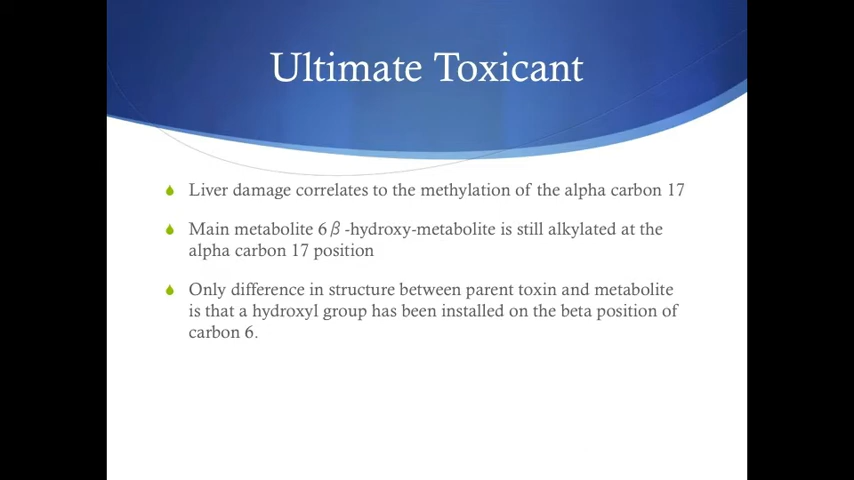 Ultimate Toxicant
Liver damage correlates to the methylation of the alpha carbon 17
Main metabolite 6β-hydroxy-metabolite is still alkylated at the
alpha carbon 17 position
Only difference in structure between parent toxin and metabolite
is that a hydroxyl group has been installed on the beta position of
carbon 6.